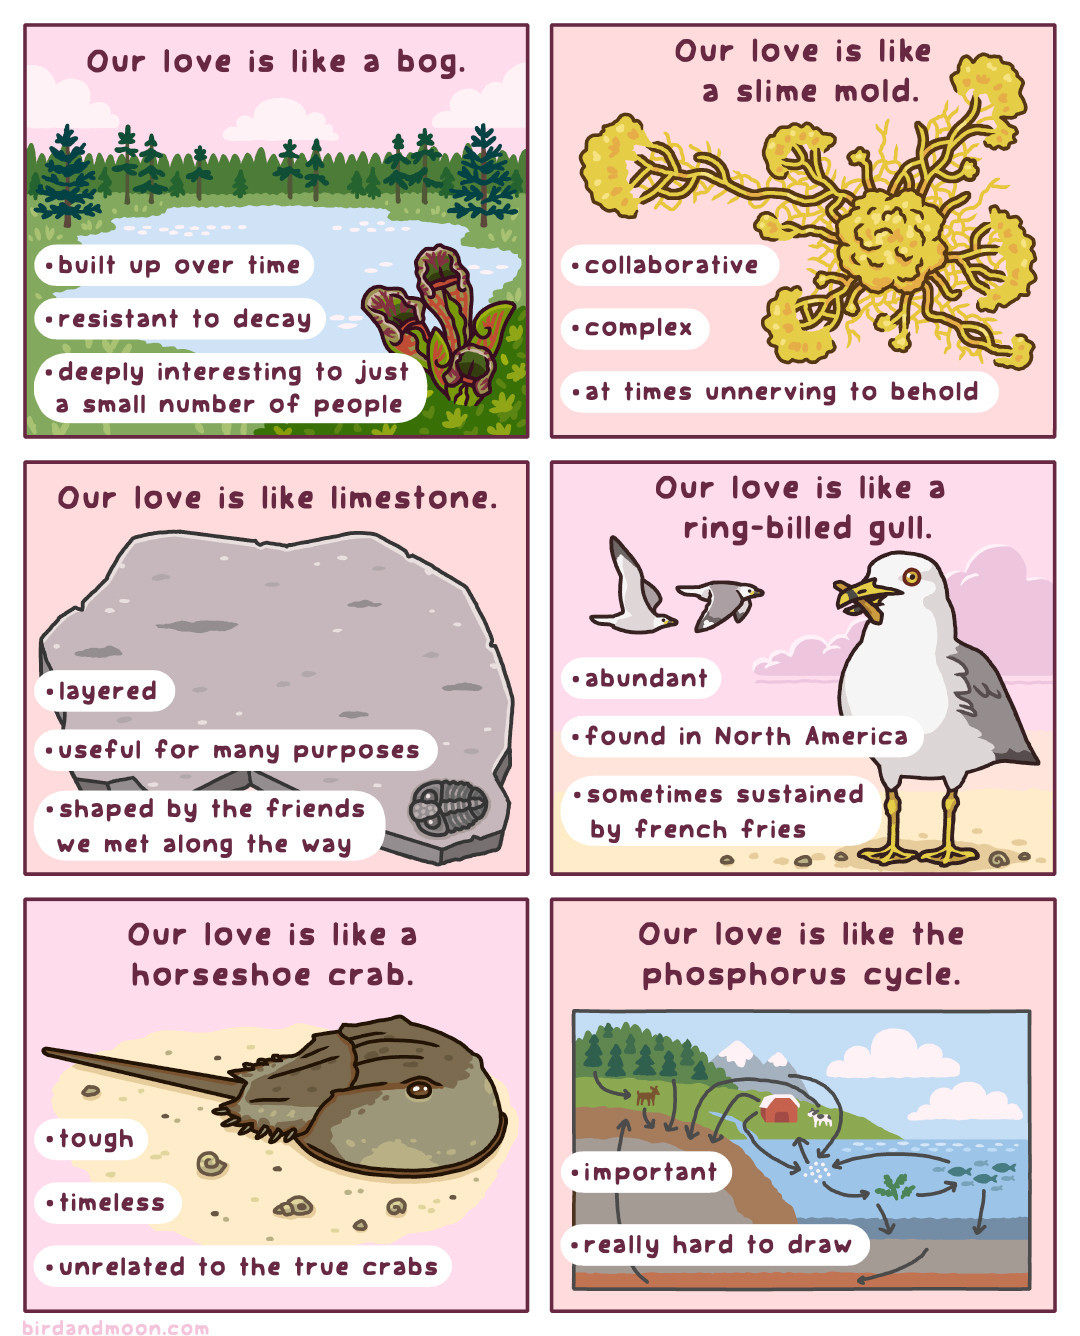 Our love is like a bog.
•built up over time
•resistant to decay
•deeply interesting to just
a small number of people
Our love is like
a slime mold.
•collaborative
•complex
•at times unnerving to behold
Our love is like limestone.
•layered
•useful for many purposes
•shaped by the friends
we met along the way
Our love is like a
ring-billed gull.
•abundant
•found in North America
•sometimes sustained
by french fries
Our love is like a
horseshoe crab.
•tough
•timeless
•unrelated to the true crabs
Our love is like the
phosphorus cycle.
•important
•really hard to draw
birdandmoon.com